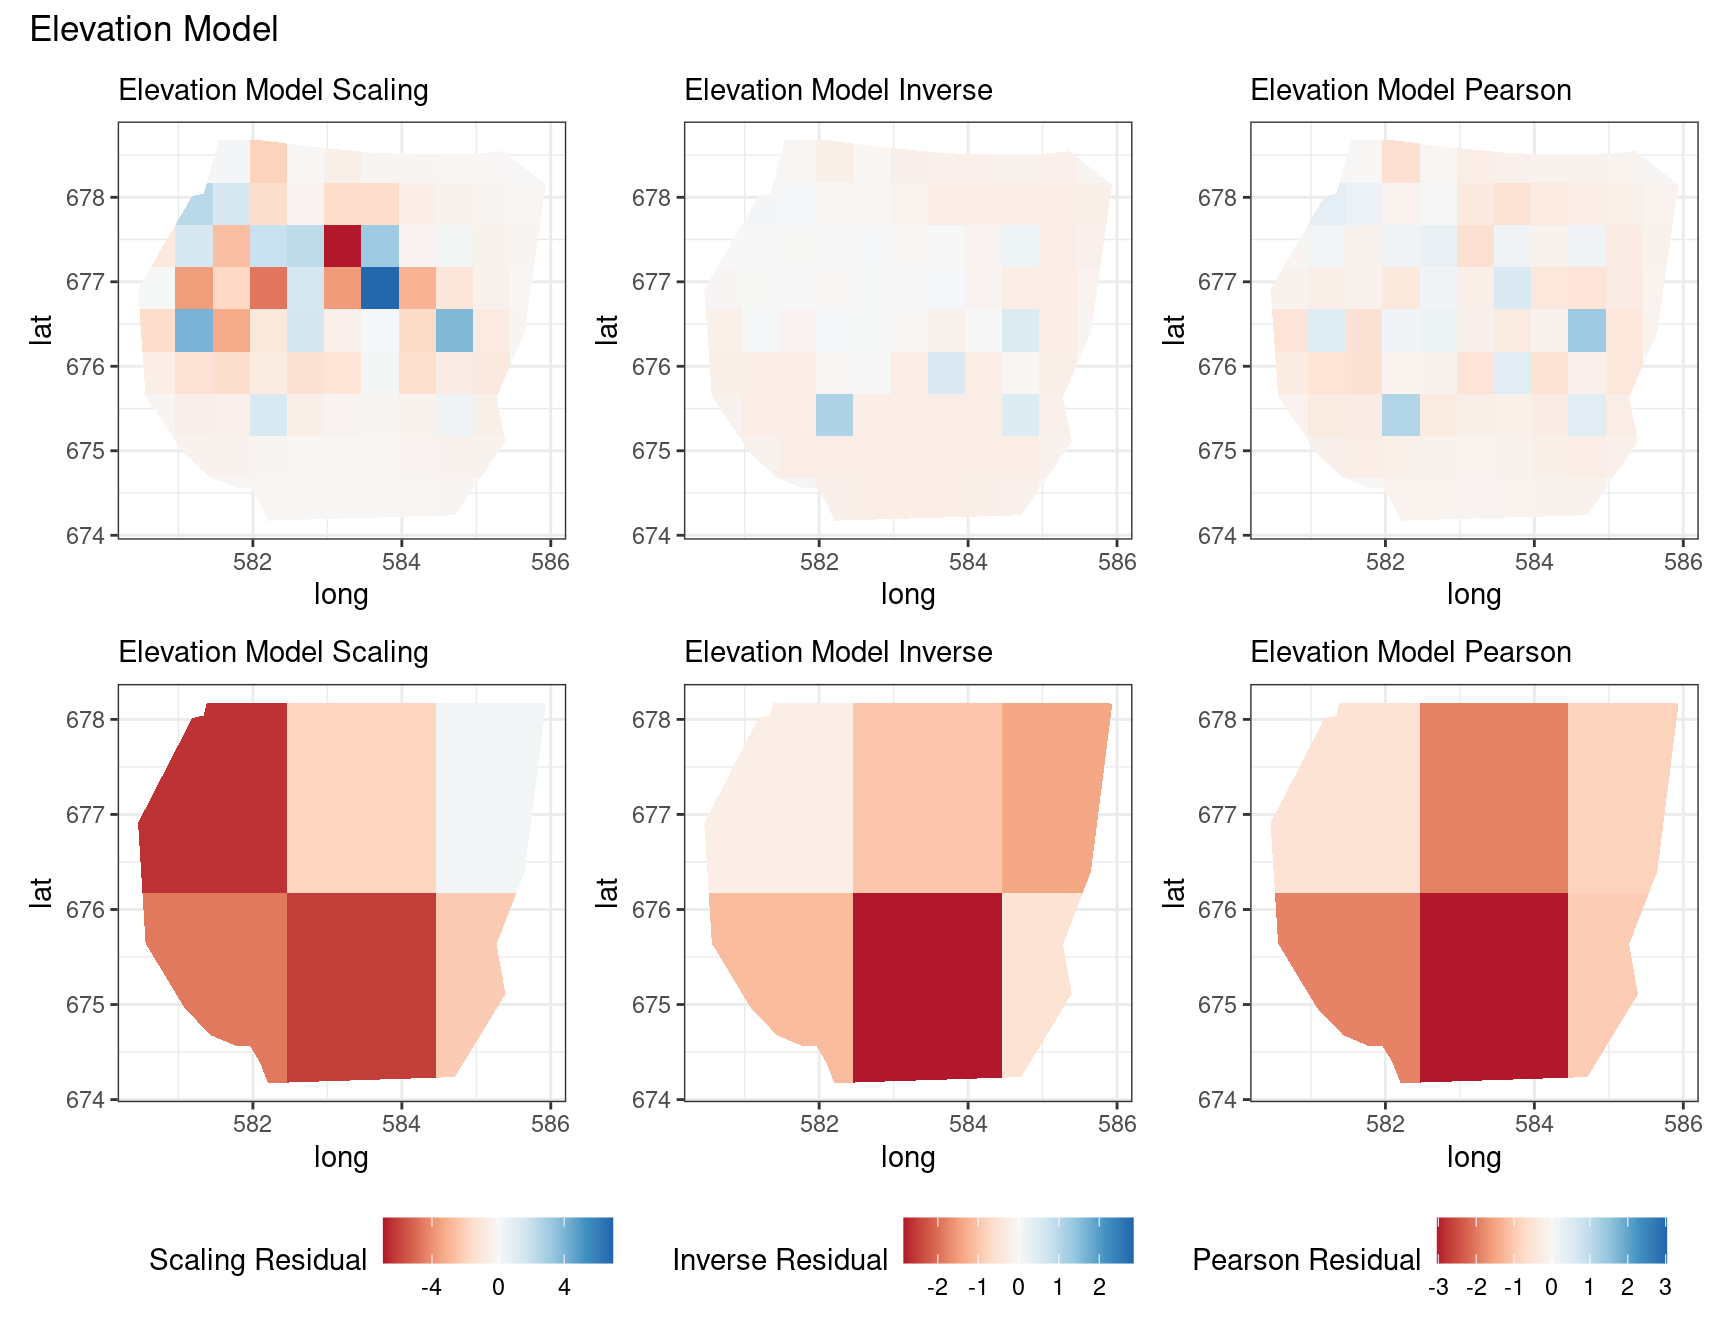 Elevation Model
Elevation Model Scaling
Elevation Model Inverse
Elevation Model Pearson
lat
678
677
676
675
674
582
584
586
long
lat
678
677
676
675
674
582
584
586
long
lat
678
677
676
675
674
582
584
586
long
Elevation Model Scaling
Elevation Model Inverse
Elevation Model Pearson
lat
678
677
676
675
674
582
584
586
long
lat
678
677
676
675
674
582
584
586
long
lat
678
677
676
675
674
582
584
586
long
Scaling Residual
-4 0 4
Inverse Residual
-2 -1 0 1 2
Pearson Residual
-3 -2 -1 0 1 2 3